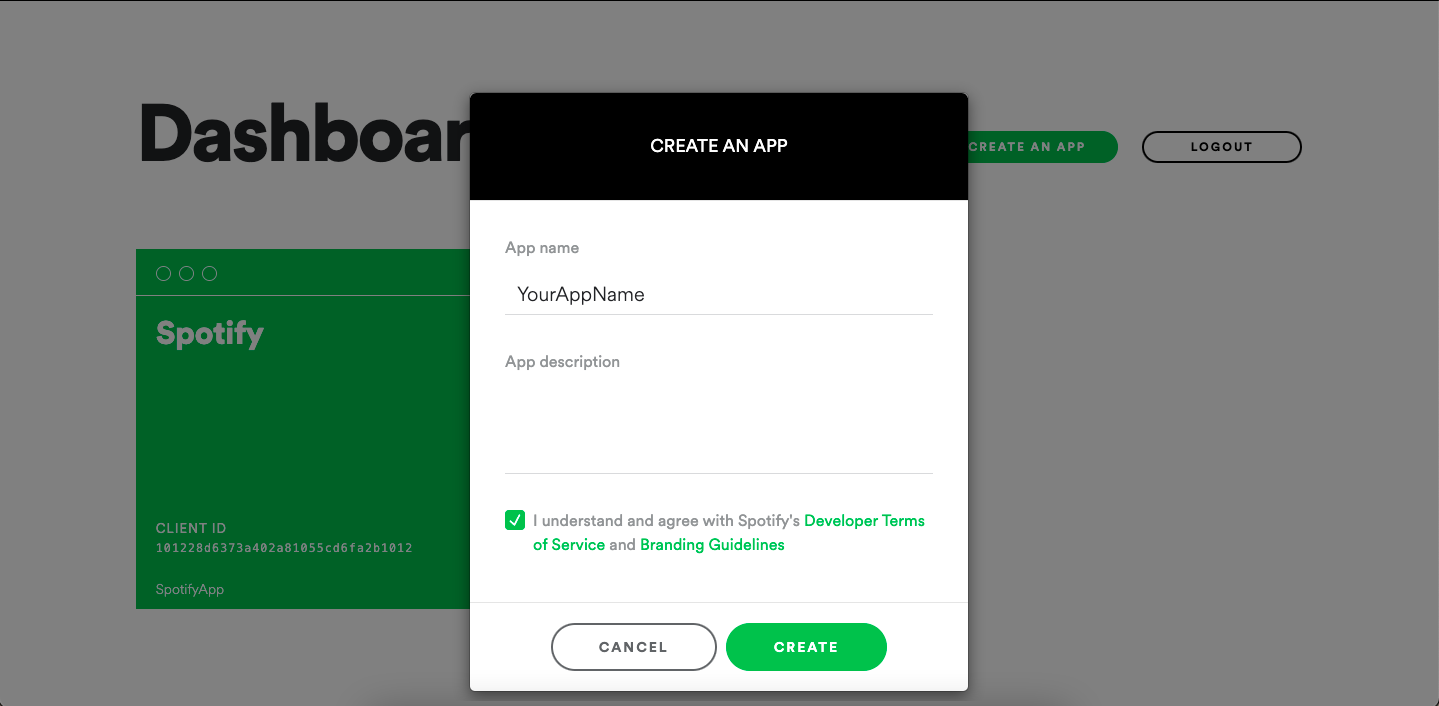 Dashboar
CREATE AN APP
LOGOUT
CREATE AN APP
App name
YourAppName
App description
I understand and agree with Spotify's Developer Terms
of Service and Branding Guidelines
CANCEL
CREATE
Spotify
CLIENT ID
101228d6373a402a81055cd6fa2b1012
SpotifyApp